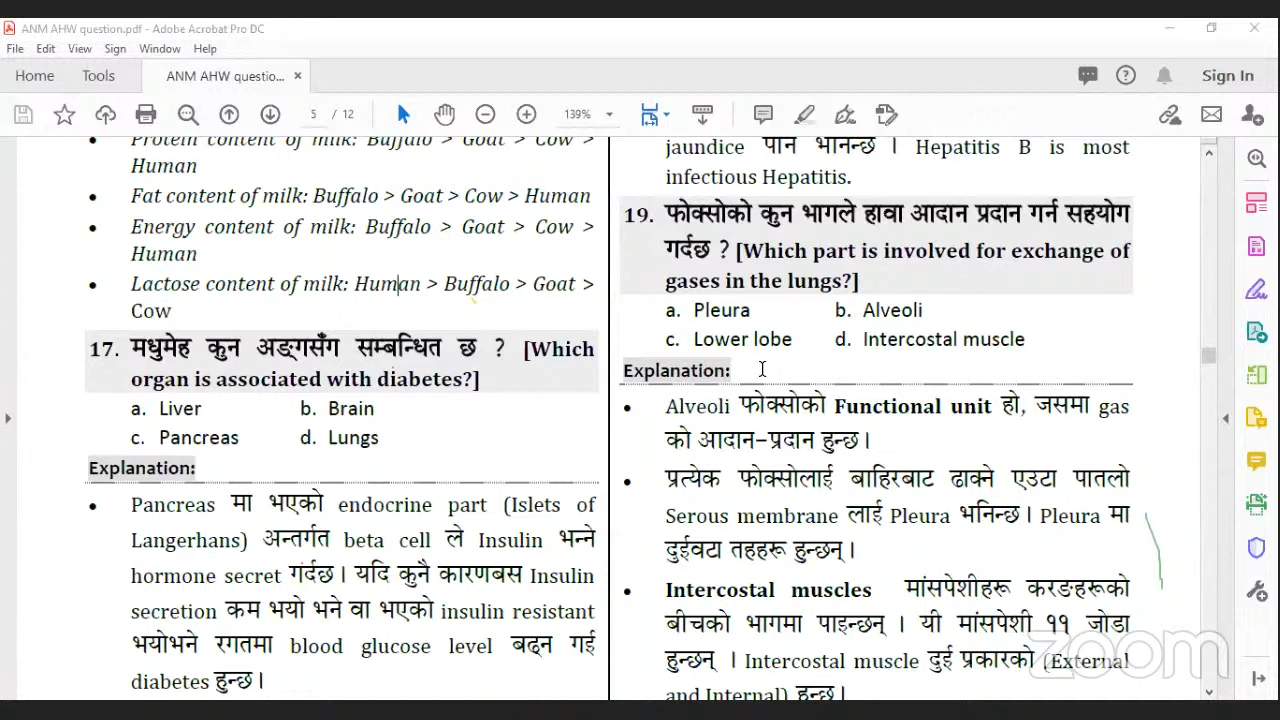 ANM AHW question.pdf - Adobe Acrobat Pro DC
File Edit View Sign Window Help
Home Tools ANM AHW questio... × Sign In
5 / 12 139%
Protein content of milk: Buffalo > Goat > Cow >
Human
• Fat content of milk: Buffalo > Goat > Cow > Human
• Energy content of milk: Buffalo > Goat > Cow >
Human
• Lactose content of milk: Human > Buffalo > Goat >
Cow
17. मधुमेह कुन अङ्गसँग सम्बन्धित छ ? [Which
organ is associated with diabetes?]
a. Liver b. Brain
c. Pancreas d. Lungs
Explanation:
• Pancreas मा भएको endocrine part (Islets of
Langerhans) अन्तर्गत beta cell ले Insulin भन्ने
hormone secret गर्दछ। यदि कुनै कारणबस Insulin
secretion कम भयो भने वा भएको insulin resistant
भयोभने रगतमा blood glucose level बढ्न गई
diabetes हुन्छ।
jaundice पनि भनिन्छ । Hepatitis B is most
infectious Hepatitis.
19. फोक्सोको कुन भागले हावा आदान प्रदान गर्न सहयोग
गर्दछ ? [Which part is involved for exchange of
gases in the lungs?]
a. Pleura b. Alveoli
c. Lower lobe d. Intercostal muscle
Explanation:
• Alveoli फोक्सोको Functional unit हो, जसमा gas
को आदान-प्रदान हुन्छ।
• प्रत्येक फोक्सोलाई बाहिरबाट ढाक्ने एउटा पातलो
Serous membrane लाई Pleura भनिन्छ। Pleura मा
दुईवटा तहहरू हुन्छन्।
• Intercostal muscles मांसपेशीहरू करङहरूको
बीचको भागमा पाइन्छन् । यी मांसपेशी ११ जोडा
हुन्छन् । Intercostal muscle दुई प्रकारको (External
and Internal) हुन्छ।
zoom